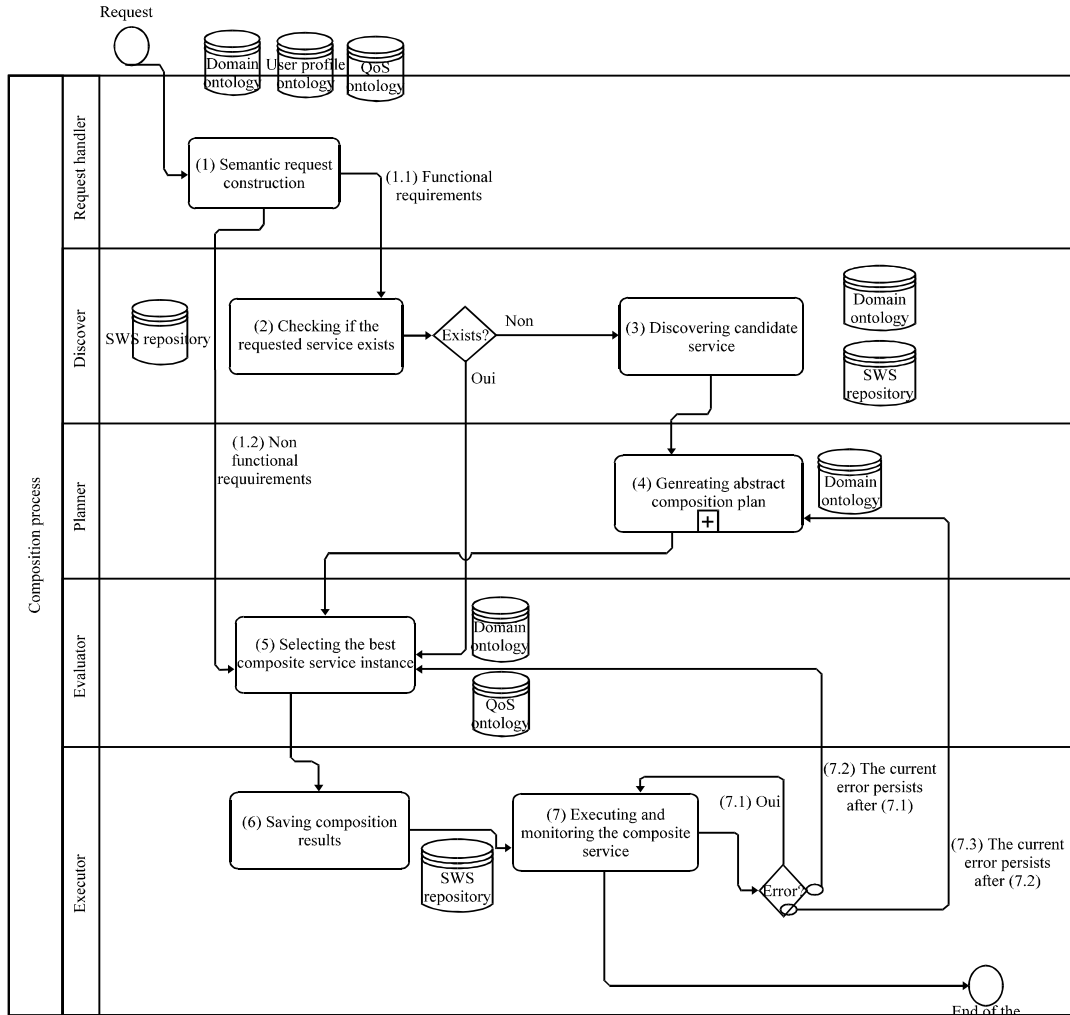 Request
Domain
ontology
User profile
ontology
QoS
ontology
Composition process
Request handler
(1) Semantic request
construction
(1.1) Functional
requirements
Discover
SWS repository
(2) Checking if the
requested service exists
Exists?
Non
Oui
(3) Discovering candidate
service
Domain
ontology
SWS
repository
Planner
(1.2) Non
functional
requuirements
(4) Genreating abstract
composition plan
+
Domain
ontology
Evaluator
(5) Selecting the best
composite service instance
Domain
ontology
QoS
ontology
Executor
(6) Saving composition
results
SWS
repository
(7) Executing and
monitoring the composite
service
(7.1) Oui
Error?
(7.2) The current
error persists
after (7.1)
(7.3) The current
error persists
after (7.2)
End of the